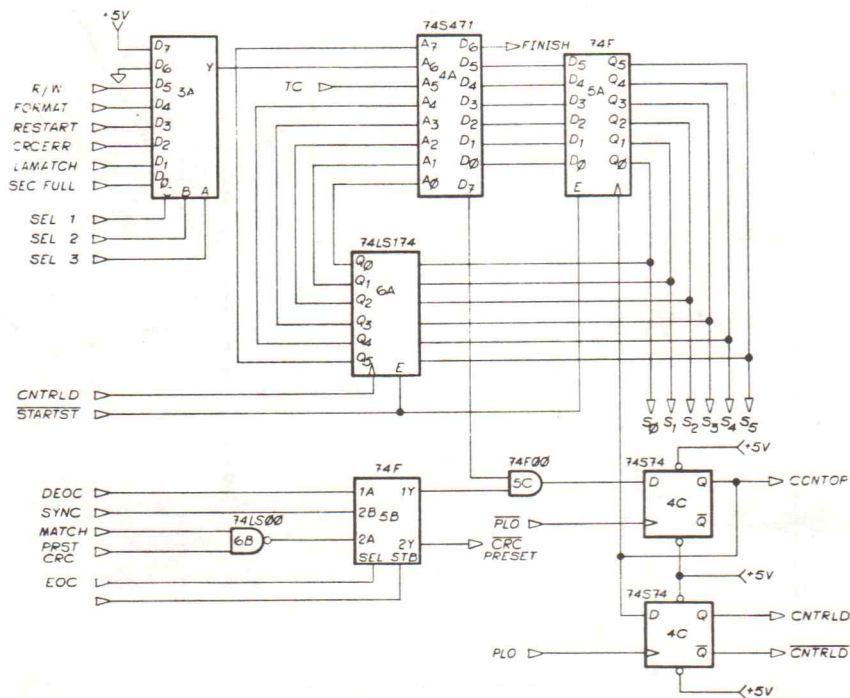 +5V
D7
D6
D5
D4
D3
D2
D1
D0
Y
3A
B A
R/W
FORMAT
RESTART
CRCERR
LAMATCH
SEC FULL
SEL 1
SEL 2
SEL 3
74S471
A7
A6
A5
A4
A3
A2
A1
A0
4A
D6
D5
D4
D3
D2
D1
D0
D7
FINISH
TC
74F
D5
D4
D3
D2
D1
D0
5A
Q5
Q4
Q3
Q2
Q1
Q0
E
74LS174
Q0
Q1
Q2
Q3
Q4
Q5
6A
E
CNTRLD
STARTST
S0 S1 S2 S3 S4 S5
DEOC
SYNC
MATCH
PRST
CRC
EOC
74LS00
6B
74F
1A 1Y
2B 5B
2A 2Y
SEL STB
CRC
PRESET
74F00
5C
PLO
+5V
74S74
D Q
4C
Q
CCNTOP
+5V
74S74
D Q
4C
Q
CNTRLD
CNTRLD
PLO
+5V